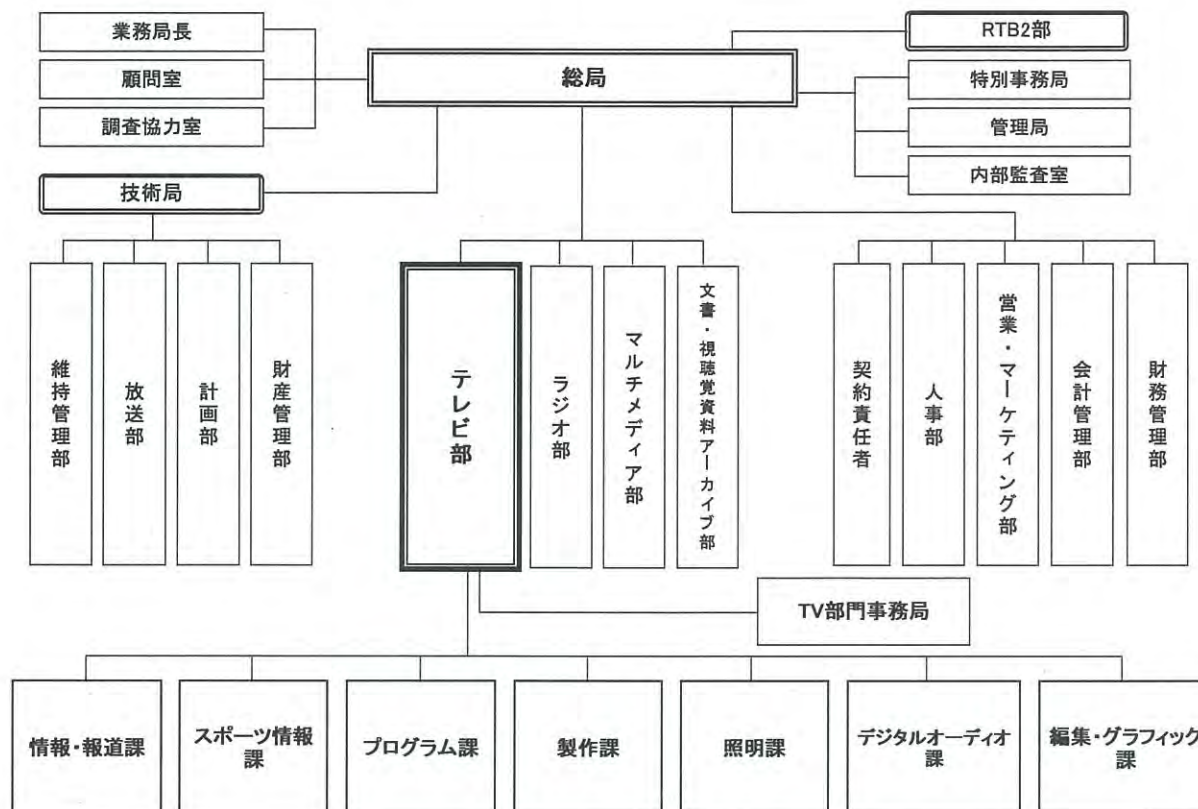 業務局長
顧問室
調査協力室
総局
RTB2部
特別事務局
管理局
内部監査室
技術局
維持管理部
放送部
計画部
財産管理部
テレビ部
ラジオ部
マルチメディア部
文書・視聴覚資料アーカイブ部
契約責任者
人事部
営業・マーケティング部
会計管理部
財務管理部
TV部門事務局
情報・報道課
スポーツ情報
課
プログラム課
製作課
照明課
デジタルオーディオ
課
編集・グラフィック
課